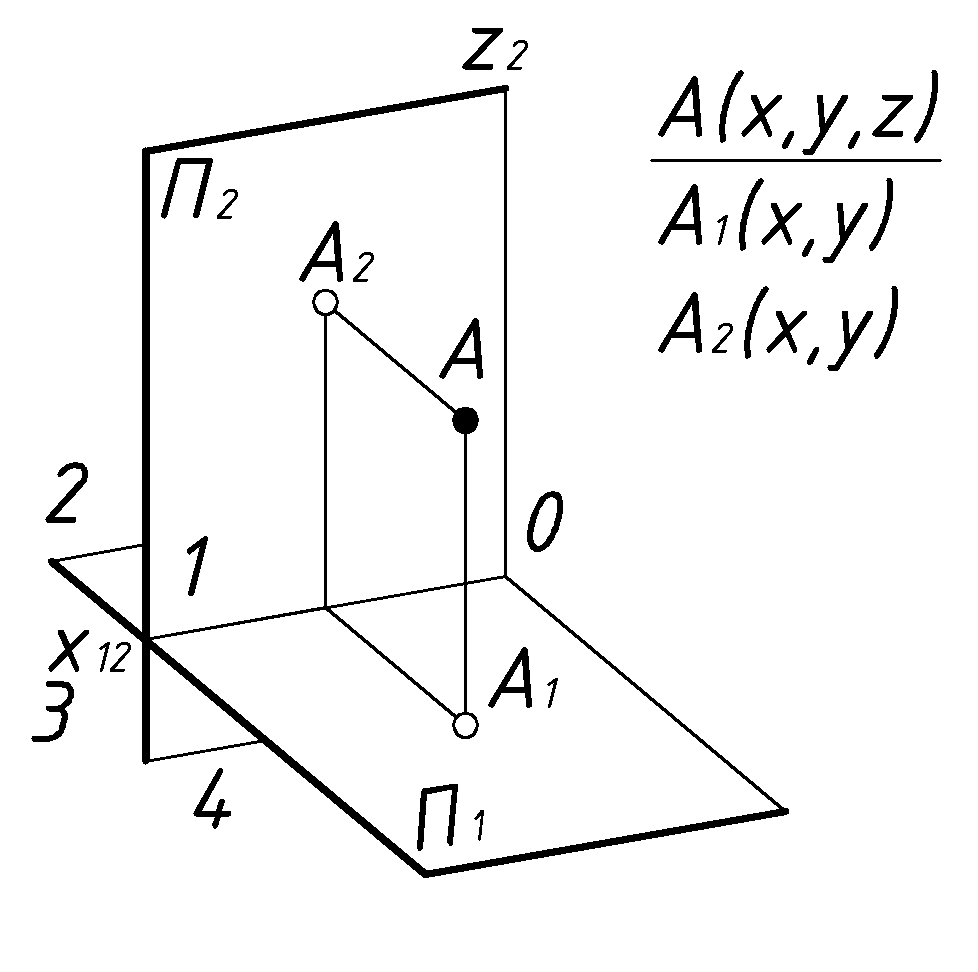 z₂
A(x,y,z)
П₂
A₁(x,y)
A₂
A₂(x,y)
A
2
0
1
x₁₂
3
A₁
4
П₁